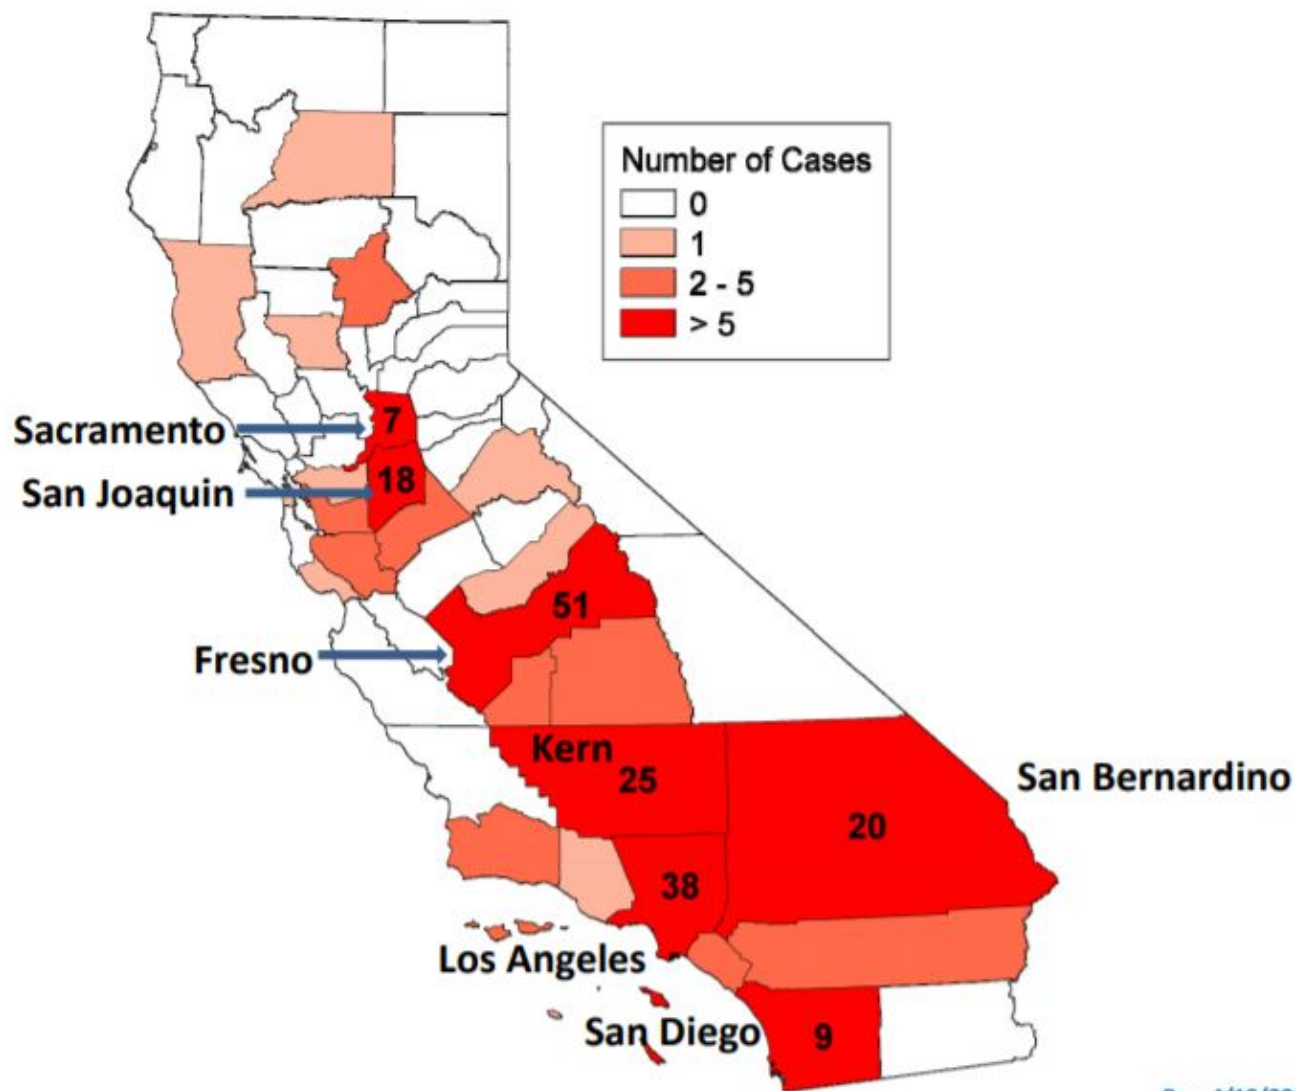 Number of Cases
0
1
2 - 5
> 5
Sacramento
7
San Joaquin
18
51
Fresno
Kern
25
San Bernardino
20
38
Los Angeles
San Diego
9